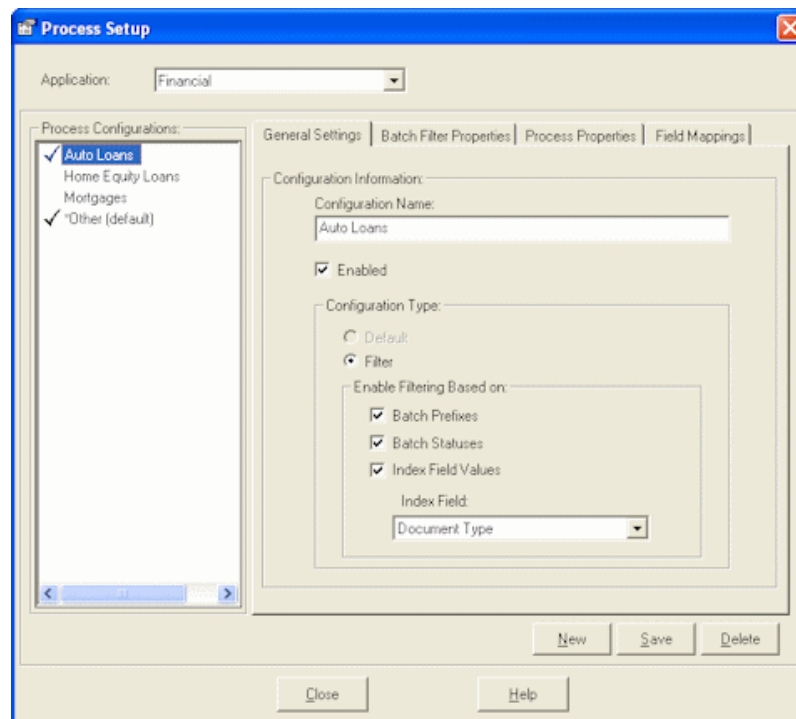 Process Setup
Application: Financial
Process Configurations:
Auto Loans
Home Equity Loans
Mortgages
*Other (default)
General Settings Batch Filter Properties Process Properties Field Mappings
Configuration Information:
Configuration Name:
Auto Loans
Enabled
Configuration Type:
Default
Filter
Enable Filtering Based on:
Batch Prefixes
Batch Statuses
Index Field Values
Index Field:
Document Type
New Save Delete
Close Help